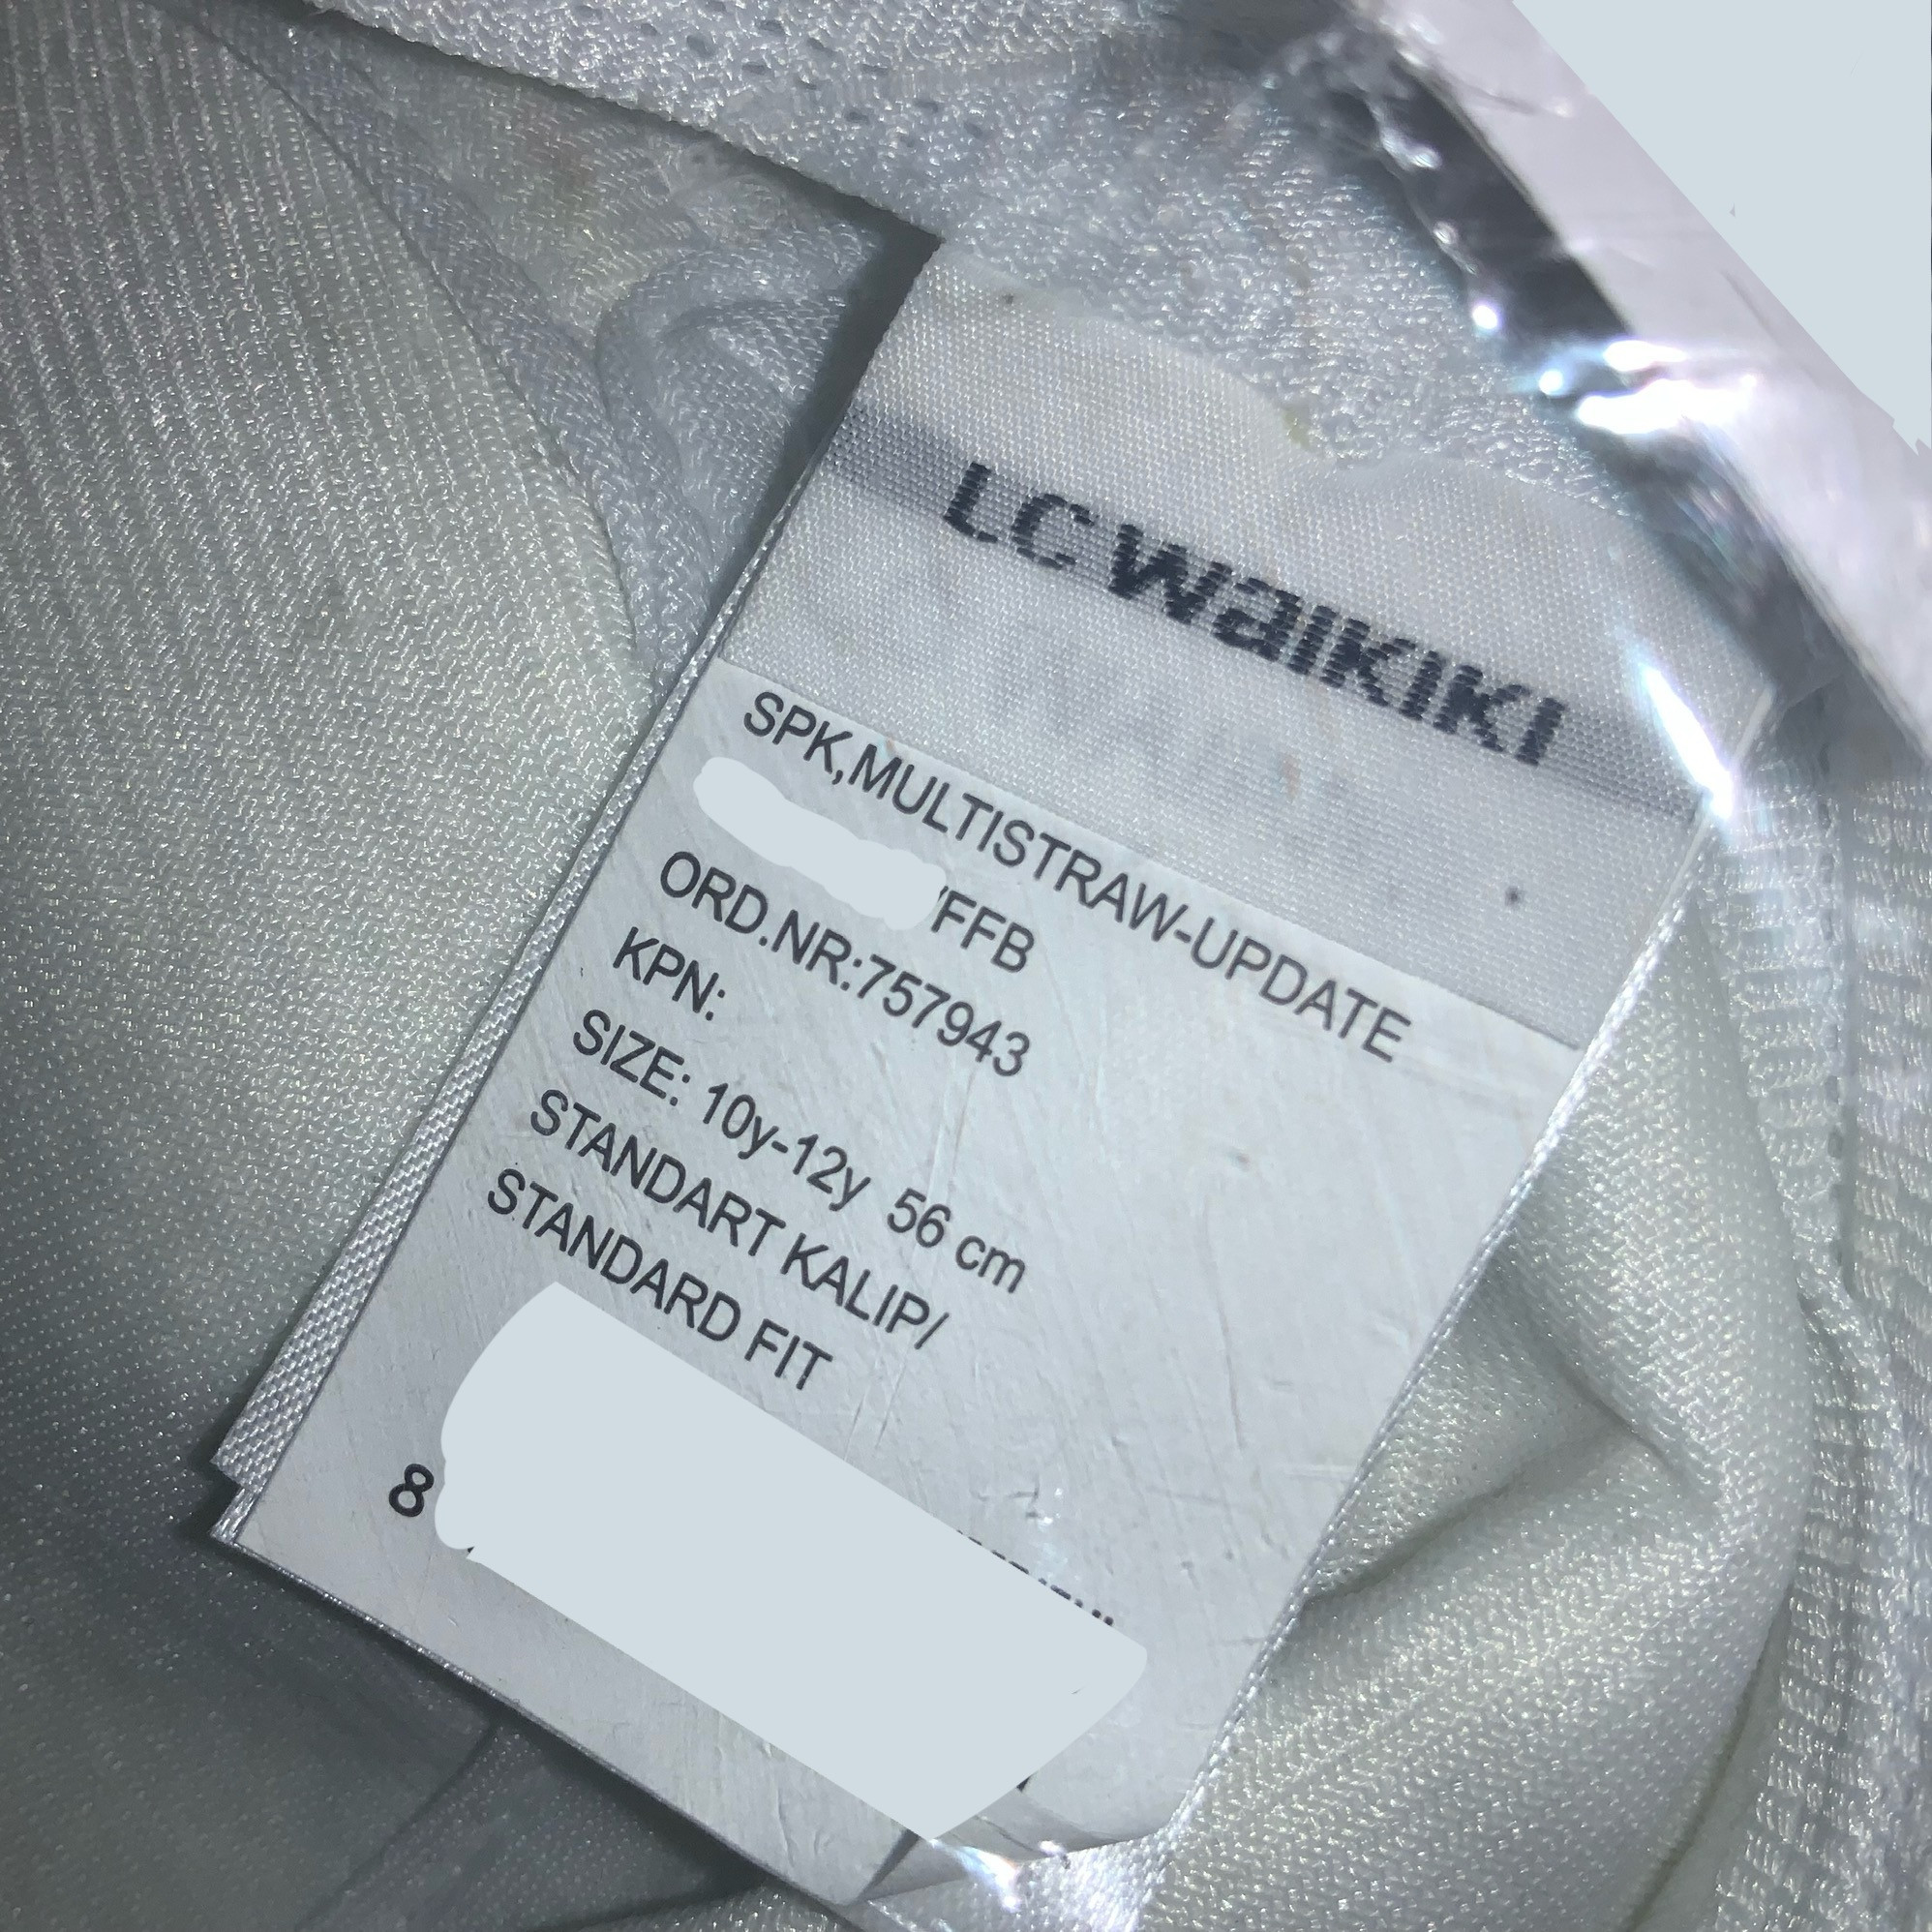 LC WAIKIKI
SPK,MULTISTRAW-UPDATE
FFB
ORD.NR:757943
KPN:
SIZE: 10y-12y 56 cm
STANDART KALIP/
STANDARD FIT
8